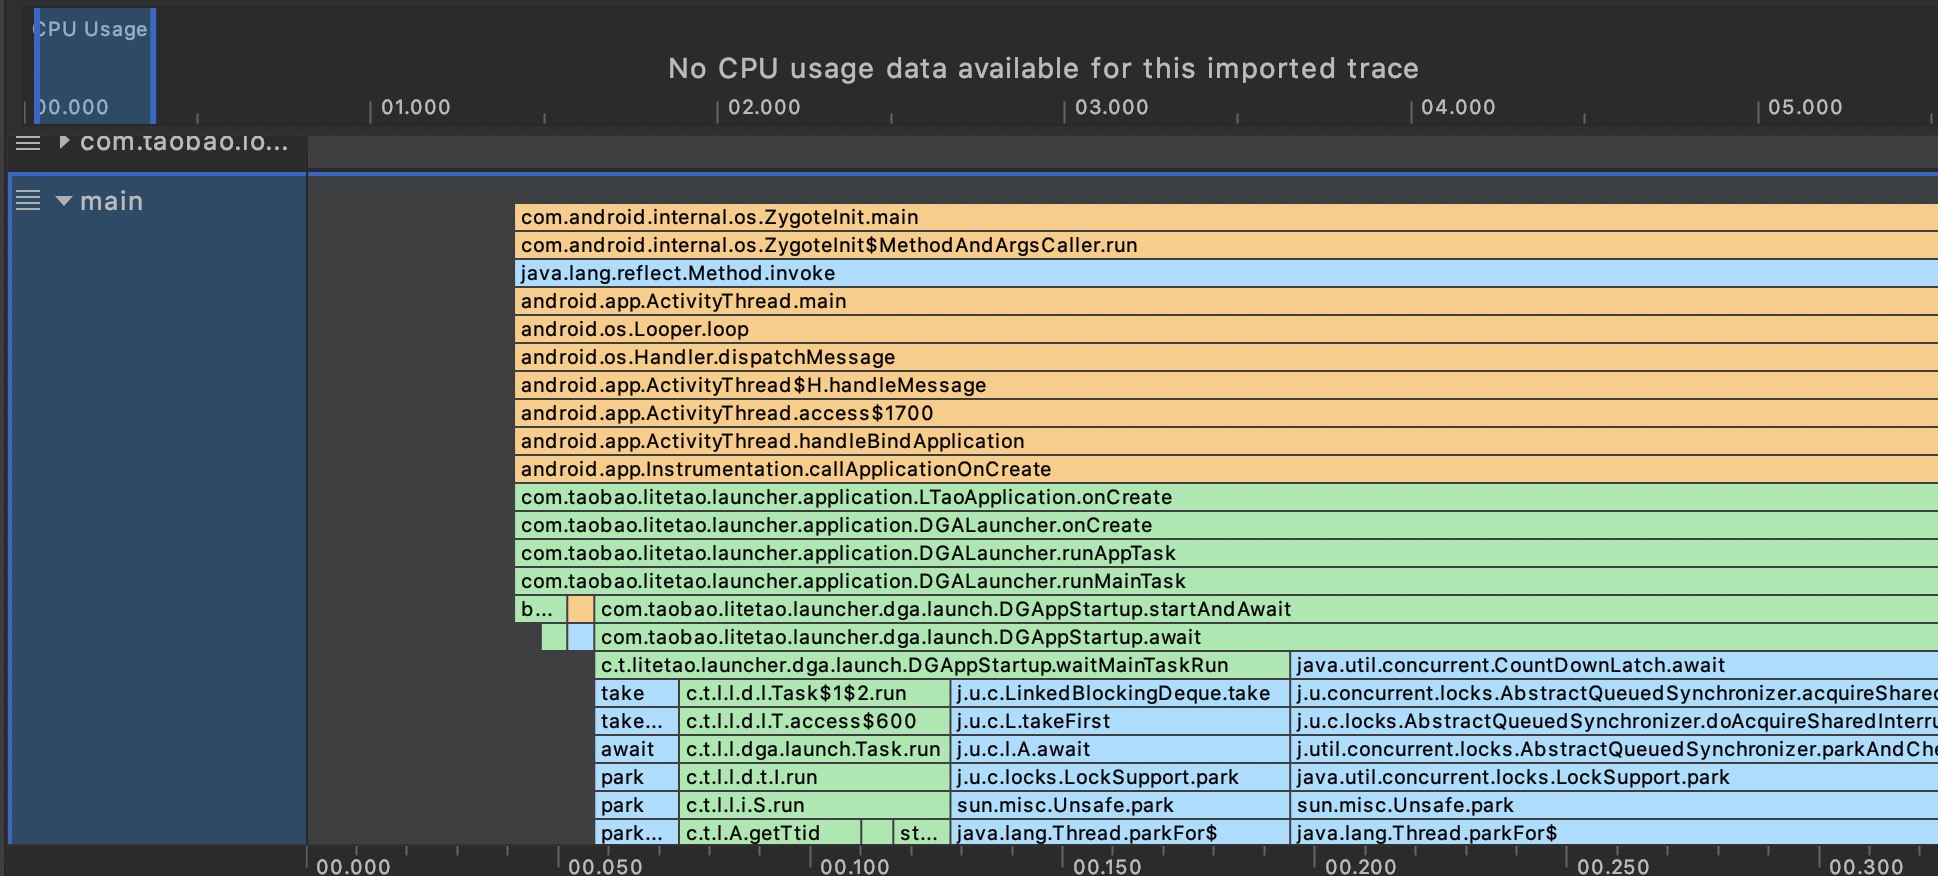 CPU Usage
No CPU usage data available for this imported trace
00.000 01.000 02.000 03.000 04.000 05.000
com.taobao.lo...
main
com.android.internal.os.ZygoteInit.main
com.android.internal.os.ZygoteInit$MethodAndArgsCaller.run
java.lang.reflect.Method.invoke
android.app.ActivityThread.main
android.os.Looper.loop
android.os.Handler.dispatchMessage
android.app.ActivityThread$H.handleMessage
android.app.ActivityThread.access$1700
android.app.ActivityThread.handleBindApplication
android.app.Instrumentation.callApplicationOnCreate
com.taobao.litetao.launcher.application.LTaoApplication.onCreate
com.taobao.litetao.launcher.application.DGALauncher.onCreate
com.taobao.litetao.launcher.application.DGALauncher.runAppTask
com.taobao.litetao.launcher.application.DGALauncher.runMainTask
b... com.taobao.litetao.launcher.dga.launch.DGAppStartup.startAndAwait
com.taobao.litetao.launcher.dga.launch.DGAppStartup.await
c.t.litetao.launcher.dga.launch.DGAppStartup.waitMainTaskRun java.util.concurrent.CountDownLatch.await
take c.t.l.l.d.l.Task$1$2.run j.u.c.LinkedBlockingDeque.take j.u.concurrent.locks.AbstractQueuedSynchronizer.acquireShared
take... c.t.l.l.d.l.T.access$600 j.u.c.L.takeFirst j.u.c.locks.AbstractQueuedSynchronizer.doAcquireSharedInterru
await c.t.l.l.dga.launch.Task.run j.u.c.l.A.await j.util.concurrent.locks.AbstractQueuedSynchronizer.parkAndChe
park c.t.l.l.d.t.l.run j.u.c.locks.LockSupport.park java.util.concurrent.locks.LockSupport.park
park c.t.l.l.i.S.run sun.misc.Unsafe.park sun.misc.Unsafe.park
park... c.t.l.A.getTtid st... java.lang.Thread.parkFor$ java.lang.Thread.parkFor$
00.000 00.050 00.100 00.150 00.200 00.250 00.300